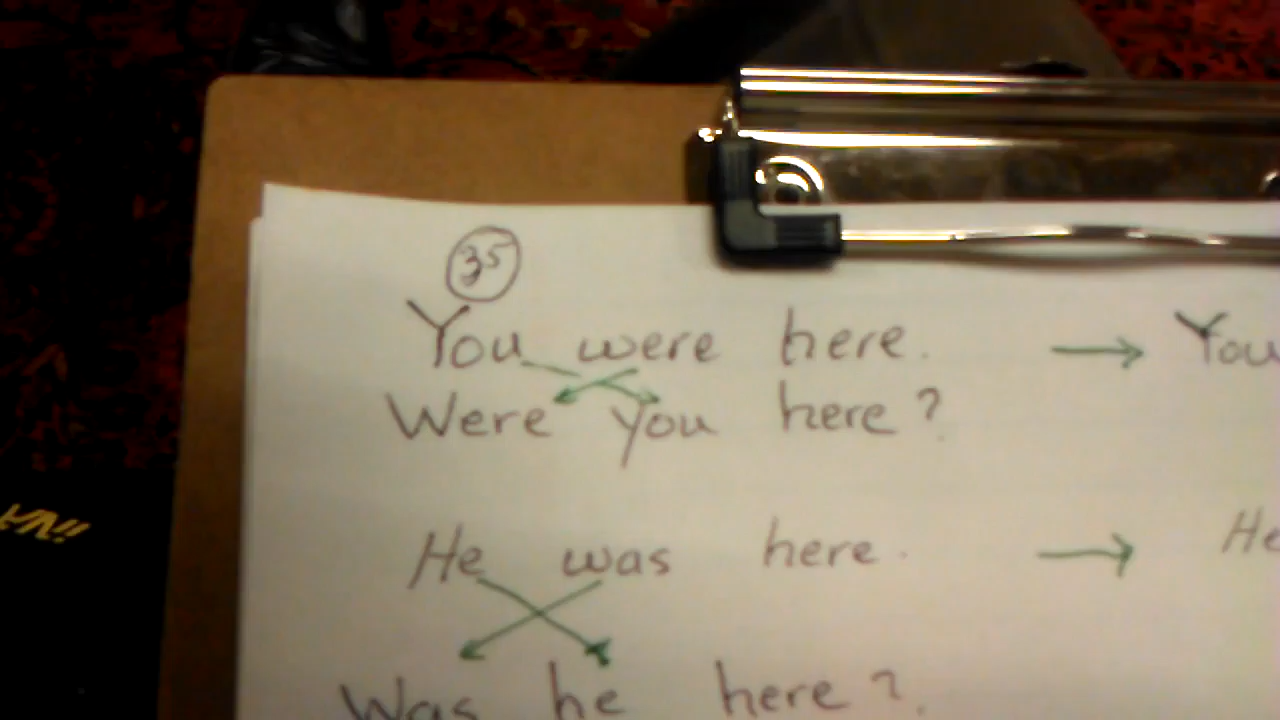 35
You were here. → You
Were you here?
He was here. → He
Was he here?